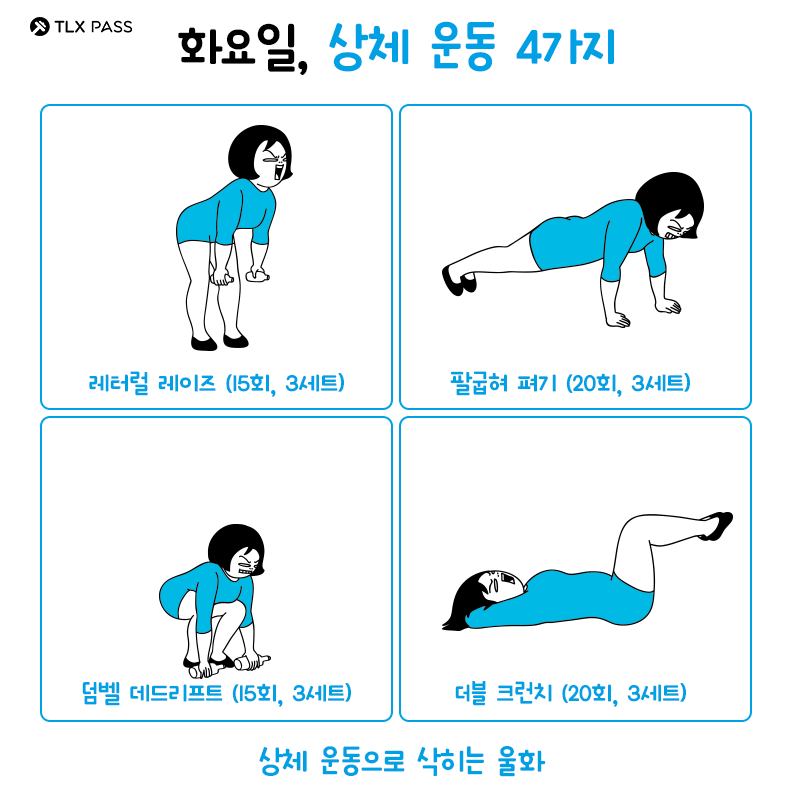 TLX PASS
화요일, 상체 운동 4가지
레터럴 레이즈 (15회, 3세트)
팔굽혀 펴기 (20회, 3세트)
덤벨 데드리프트 (15회, 3세트)
더블 크런치 (20회, 3세트)
상체 운동으로 삭히는 울화